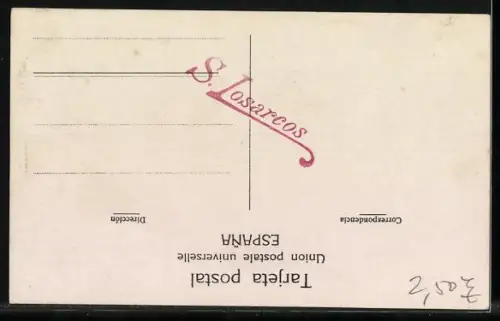 Tarjeta postal
Union postale universelle
ESPAÑA
Correspondencia
Dirección
S. Losarcos
2,50